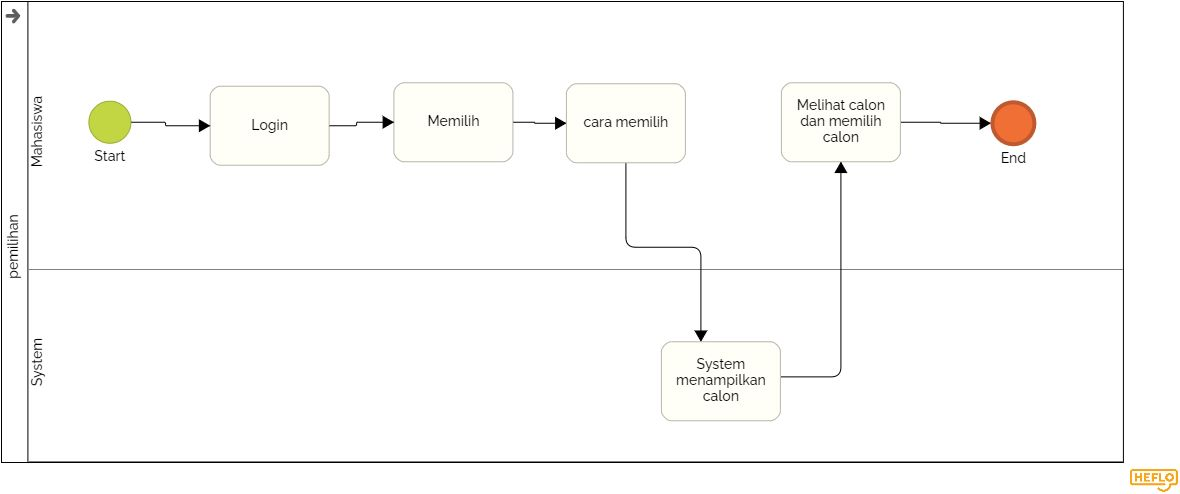 pemilihan
Mahasiswa
Start
Login
Memilih
cara memilih
Melihat calon
dan memilih
calon
End
System
System
menampilkan
calon
HEFLO